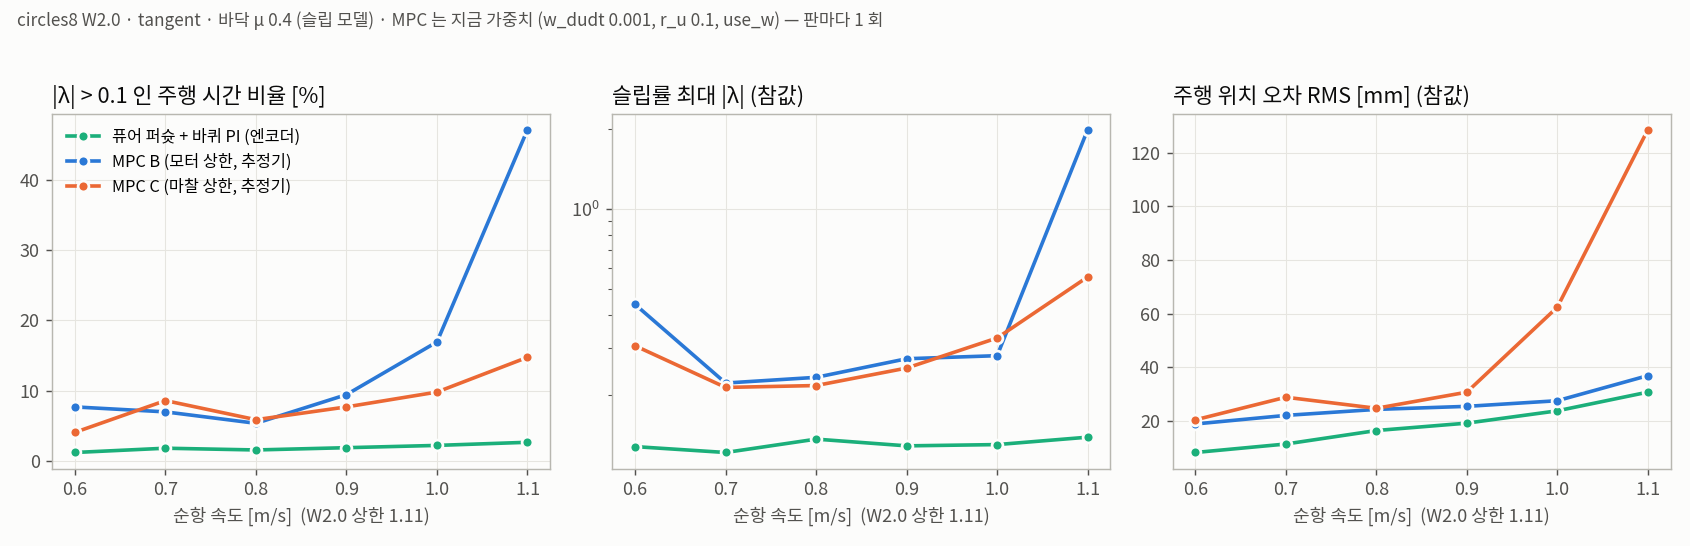 circles8 W2.0 · tangent · 바닥 μ 0.4 (슬립 모델) · MPC 는 지금 가중치 (w_dudt 0.001, r_u 0.1, use_w) — 판마다 1 회
|λ| > 0.1 인 주행 시간 비율 [%]
퓨어 퍼슛 + 바퀴 PI (엔코더)
MPC B (모터 상한, 추정기)
MPC C (마찰 상한, 추정기)
40
30
20
10
0
0.6 0.7 0.8 0.9 1.0 1.1
순항 속도 [m/s] (W2.0 상한 1.11)
슬립률 최대 |λ| (참값)
10⁰
0.6 0.7 0.8 0.9 1.0 1.1
순항 속도 [m/s] (W2.0 상한 1.11)
주행 위치 오차 RMS [mm] (참값)
120
100
80
60
40
20
0.6 0.7 0.8 0.9 1.0 1.1
순항 속도 [m/s] (W2.0 상한 1.11)